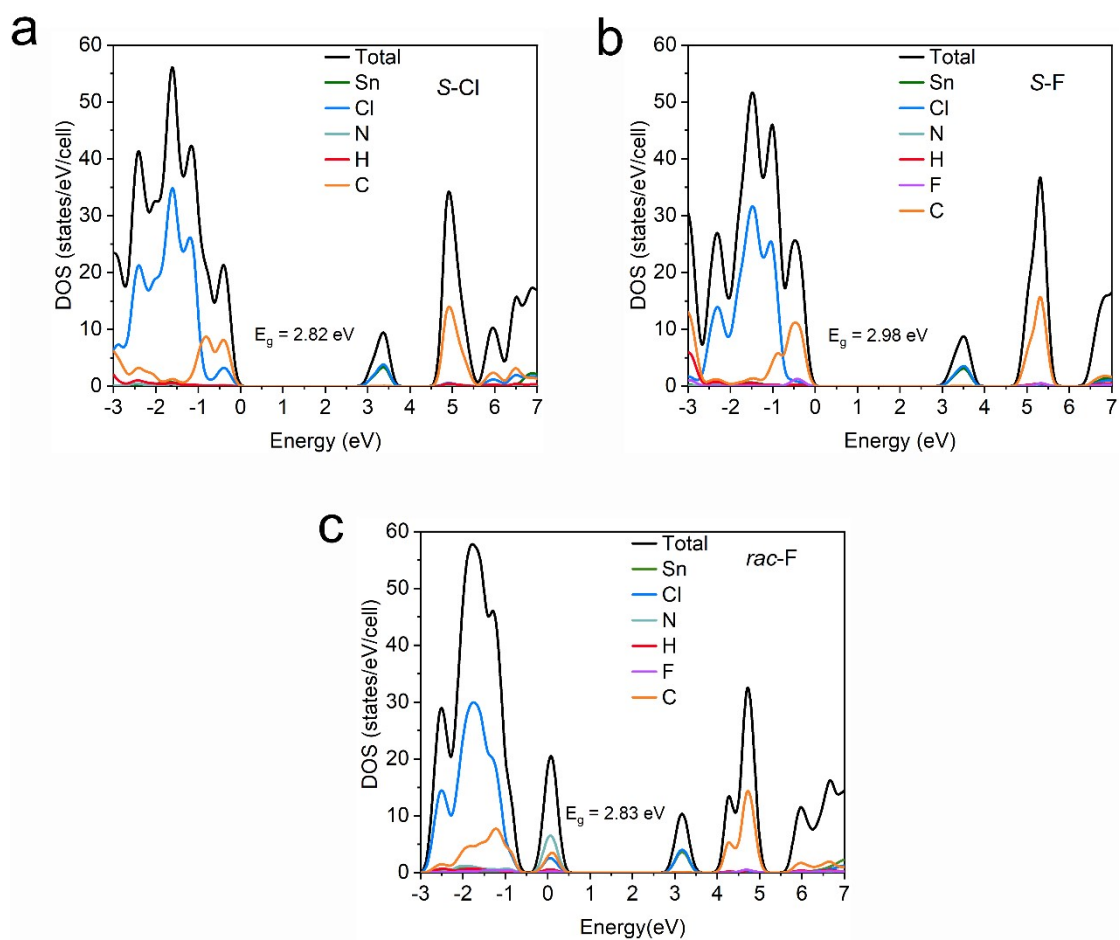 a
60
50
40
30
20
10
0
DOS (states/eV/cell)
Total
Sn
Cl
N
H
C
S-Cl
E_g = 2.82 eV
-3 -2 -1 0 1 2 3 4 5 6 7
Energy (eV)
b
60
50
40
30
20
10
0
DOS (states/eV/cell)
Total
Sn
Cl
N
H
F
C
S-F
E_g = 2.98 eV
-3 -2 -1 0 1 2 3 4 5 6 7
Energy (eV)
c
60
50
40
30
20
10
0
DOS (states/eV/cell)
Total
Sn
Cl
N
H
F
C
rac-F
E_g = 2.83 eV
-3 -2 -1 0 1 2 3 4 5 6 7
Energy(eV)